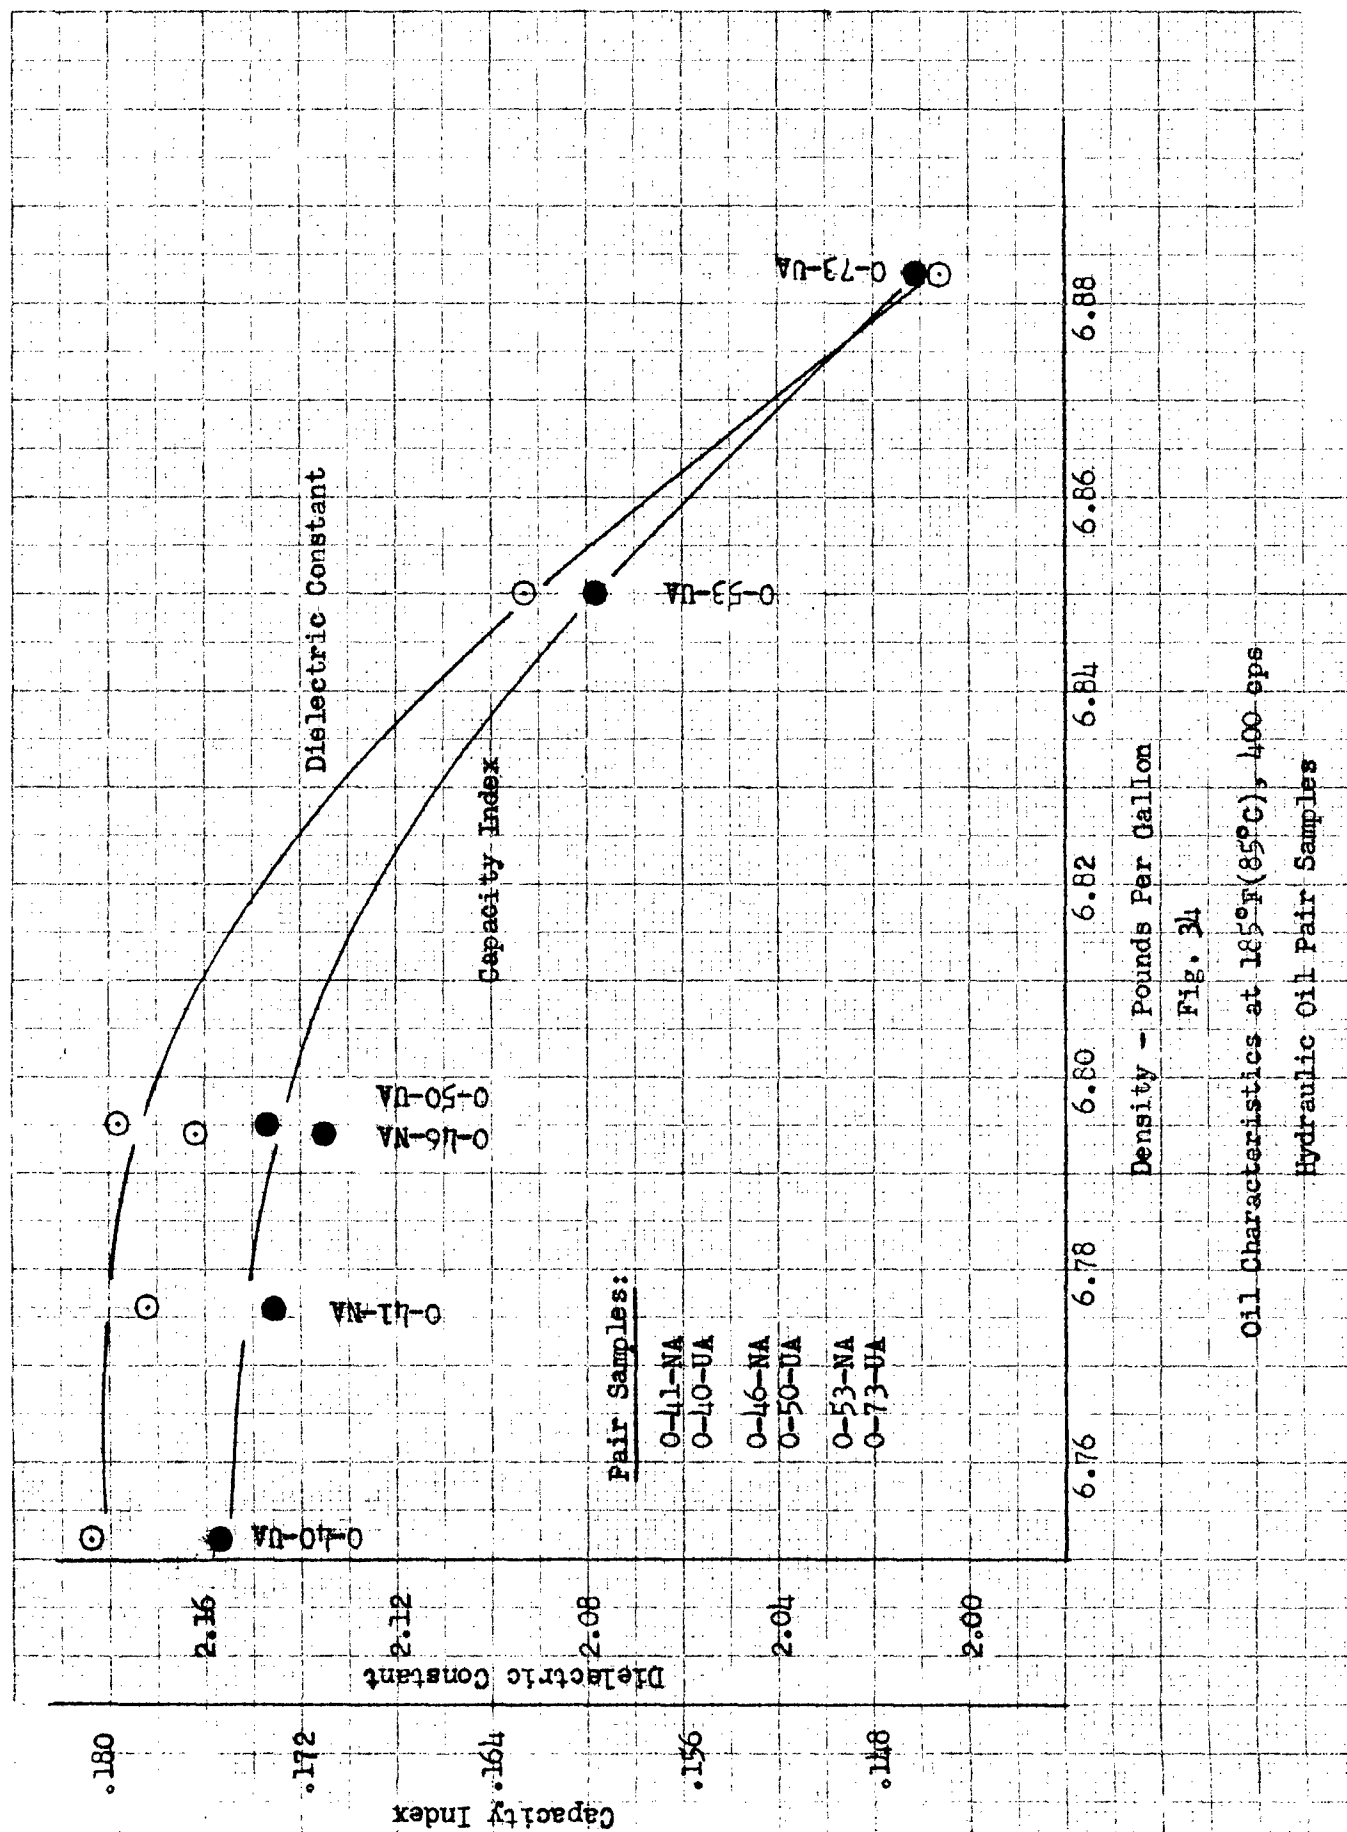 Capacity Index
.180
.172
.164
.156
.148
Dielectric Constant
2.16
2.12
2.08
2.04
2.00
Dielectric Constant
Capacity Index
0-40-UA
0-41-NA
0-46-NA
0-50-UA
0-53-UA
0-73-UA
Pair Samples:
0-41-NA
0-40-UA
0-46-NA
0-50-UA
0-53-NA
0-73-UA
6.76
6.78
6.80
6.82
6.84
6.86
6.88
Density - Pounds Per Gallon
Fig. 34
Oil Characteristics at 185°F(85°C), 400 cps
Hydraulic Oil Pair Samples